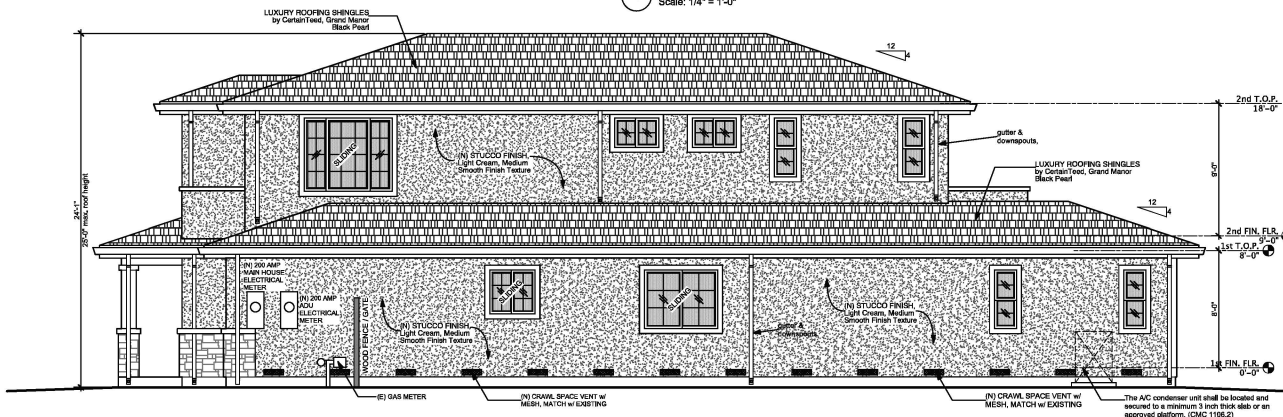 Scale: 1/4" = 1'-0"
LUXURY ROOFING SHINGLES
by CertainTeed, Grand Manor
Black Pearl
12
4
2nd T.O.P.
18'-0"
gutter &
downspouts,
SLIDING
(N) STUCCO FINISH,
Light Cream, Medium
Smooth Finish Texture
LUXURY ROOFING SHINGLES
by CertainTeed, Grand Manor
Black Pearl
9'-0"
24'-1"
25'-0" max. roof height
12
4
2nd FIN. FLR.
9'-0"
1st T.O.P.
8'-0"
(N) 200 AMP
MAIN HOUSE
ELECTRICAL
METER
(N) 200 AMP
ADU
ELECTRICAL
METER
WOOD FENCE / GATE
SLIDING
SLIDING
(N) STUCCO FINISH,
Light Cream, Medium
Smooth Finish Texture
gutter &
downspouts,
(N) STUCCO FINISH,
Light Cream, Medium
Smooth Finish Texture
8'-0"
1st FIN. FLR.
0'-0"
(E) GAS METER
(N) CRAWL SPACE VENT w/
MESH, MATCH w/ EXISTING
(N) CRAWL SPACE VENT w/
MESH, MATCH w/ EXISTING
The A/C condenser unit shall be located and
secured to a minimum 3 inch thick slab or an
approved platform. (CMC 1106.2)